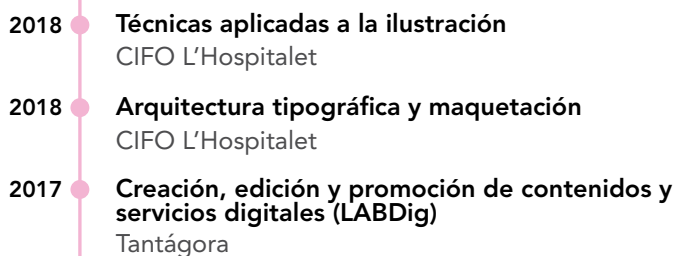 2018 Técnicas aplicadas a la ilustración
CIFO L’Hospitalet
2018 Arquitectura tipográfica y maquetación
CIFO L’Hospitalet
2017 Creación, edición y promoción de contenidos y
servicios digitales (LABDig)
Tantágora